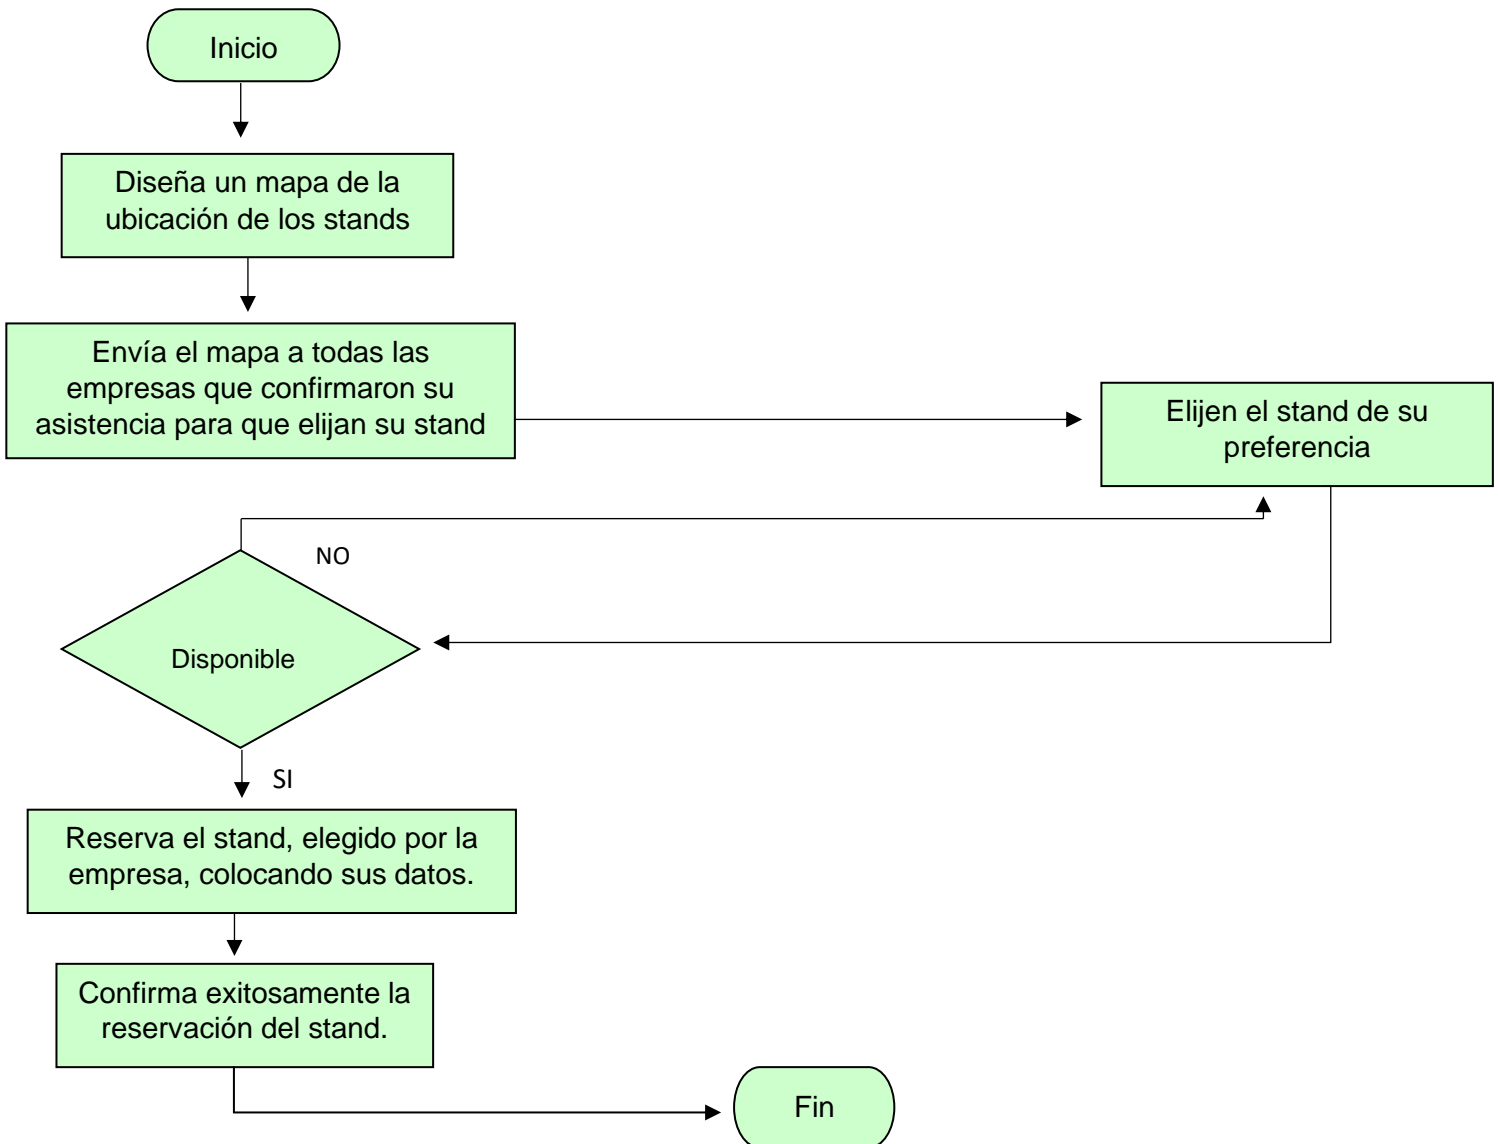 Inicio
Diseña un mapa de la
ubicación de los stands
Envía el mapa a todas las
empresas que confirmaron su
asistencia para que elijan su stand
Elijen el stand de su
preferencia
NO
Disponible
SI
Reserva el stand, elegido por la
empresa, colocando sus datos.
Confirma exitosamente la
reservación del stand.
Fin